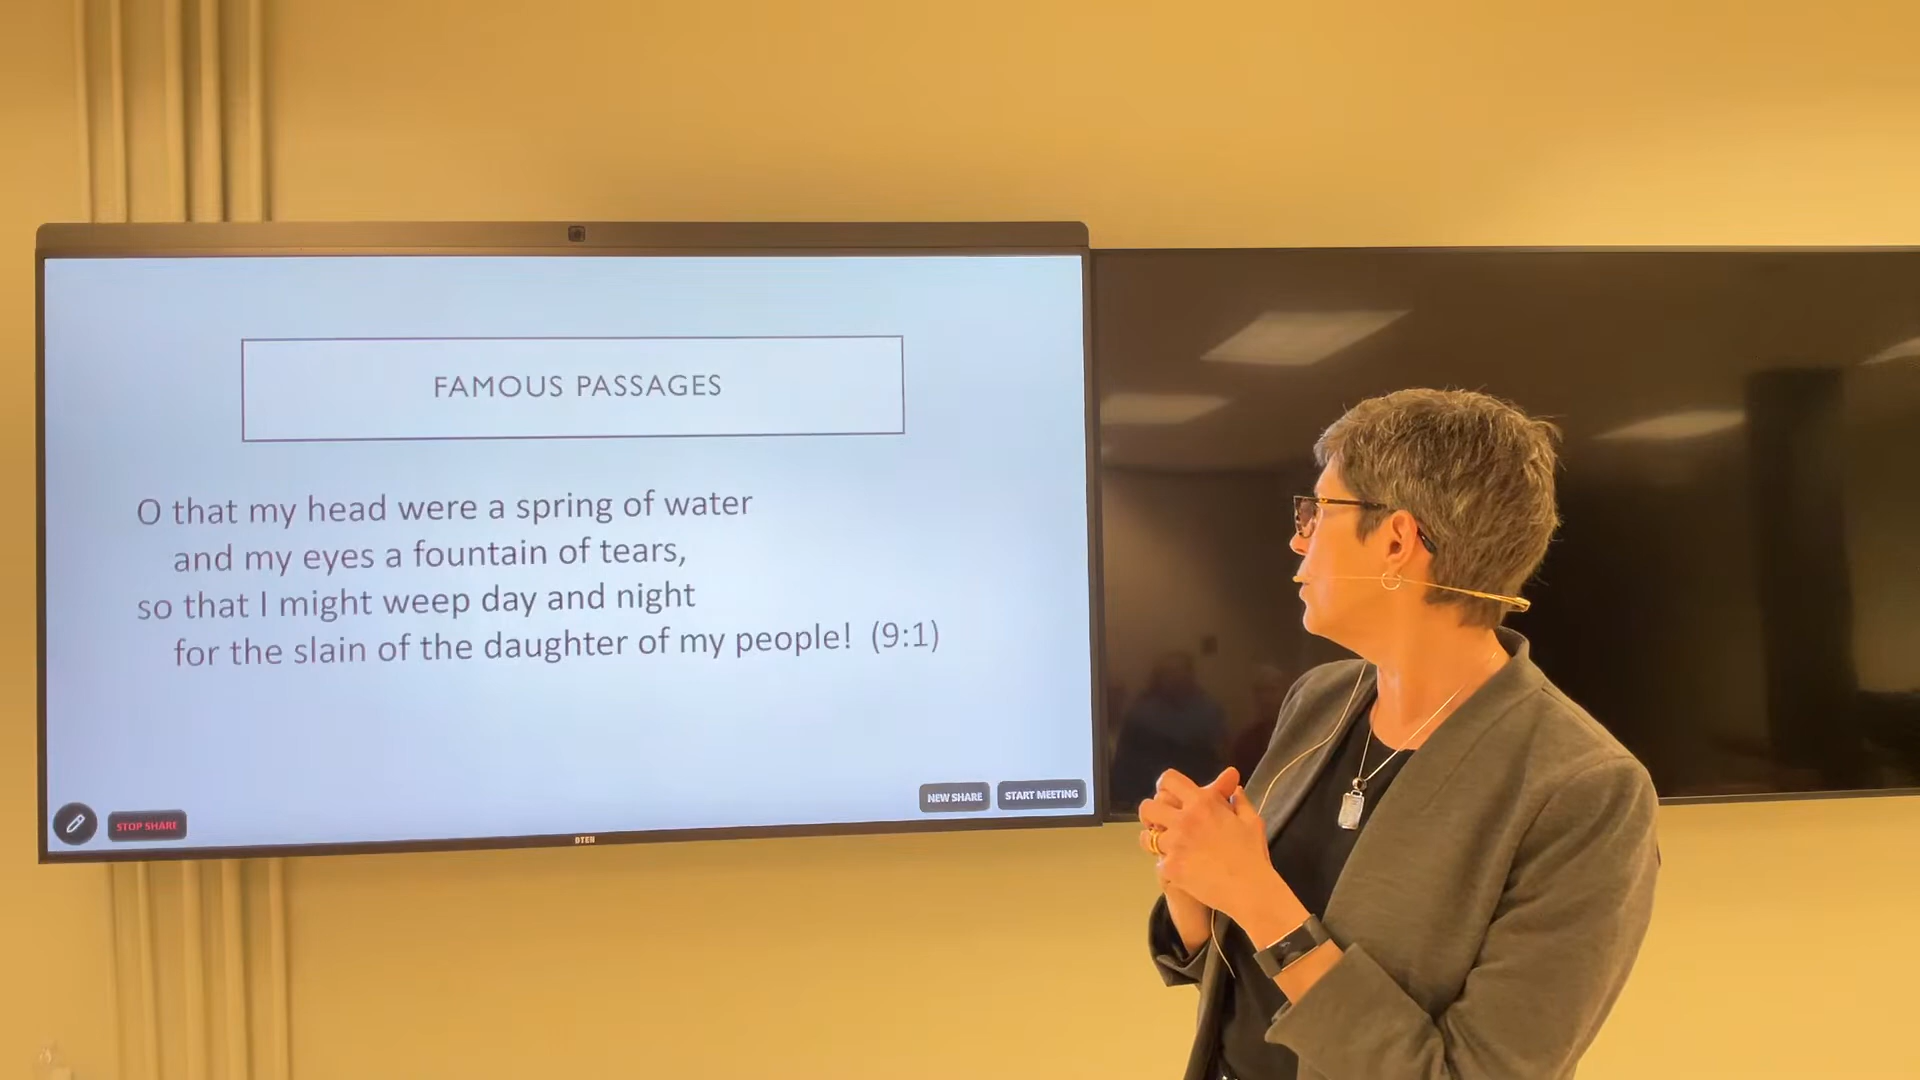 FAMOUS PASSAGES
O that my head were a spring of water
and my eyes a fountain of tears,
so that I might weep day and night
for the slain of the daughter of my people! (9:1)
NEW SHARE
START MEETING
STOP SHARE
DTEN